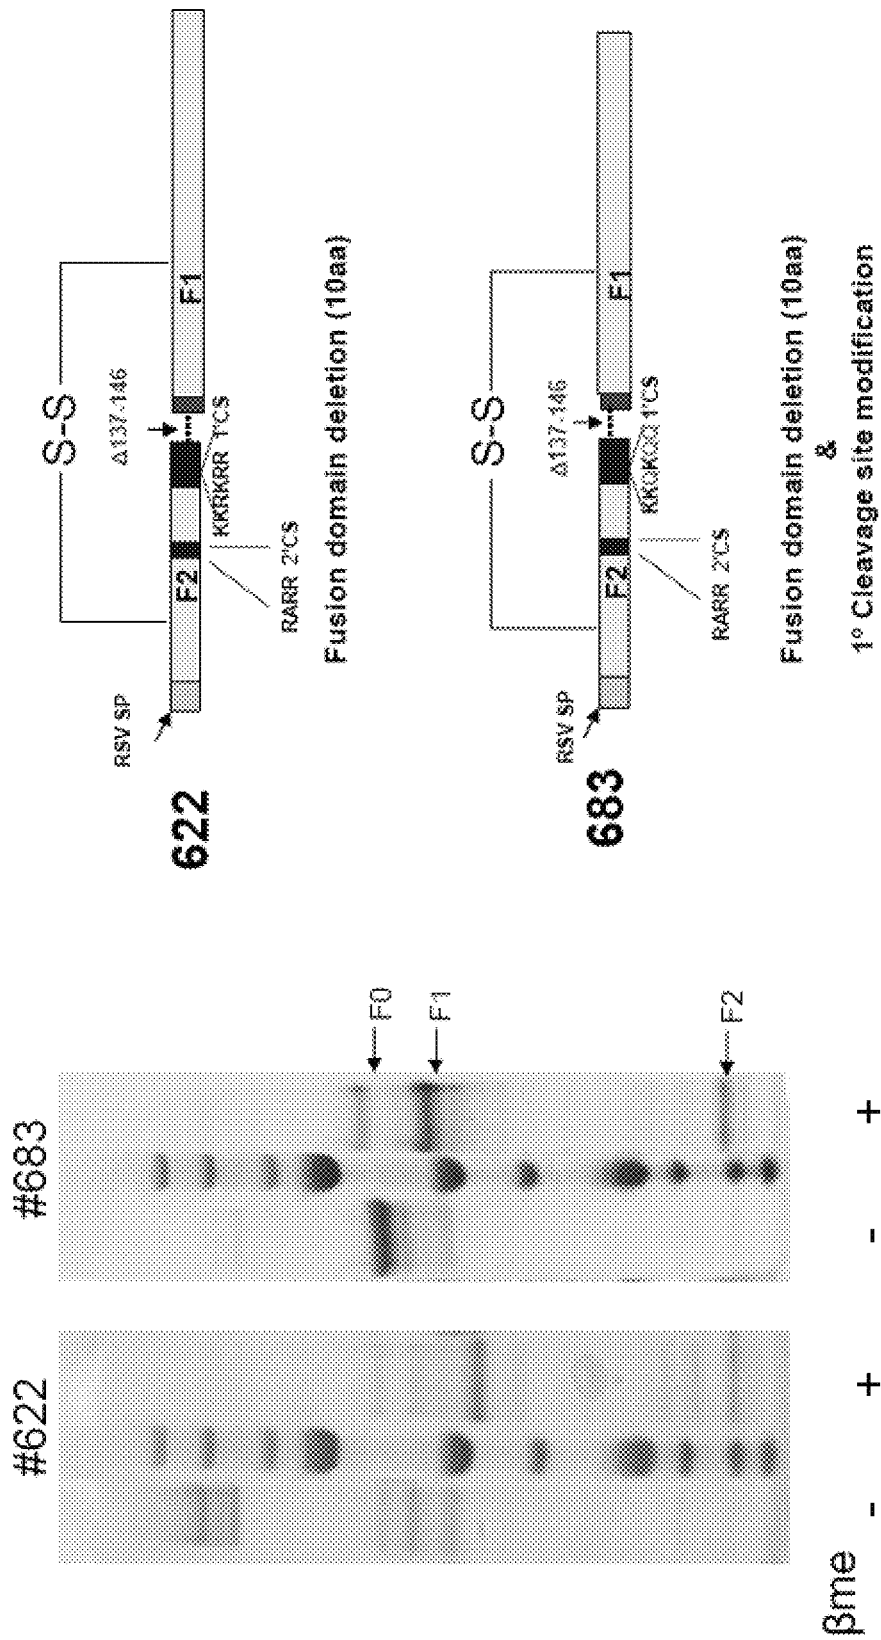 #622
#683
F0
F1
F2
βme
-
+
-
+
622
RSV SP
S-S
Δ137-146
F2
F1
RARR 2'CS
KKRKRR 1'CS
Fusion domain deletion (10aa)
683
RSV SP
S-S
Δ137-146
F2
F1
RARR 2'CS
KKQKQQ 1'CS
Fusion domain deletion (10aa)
&
1º Cleavage site modification